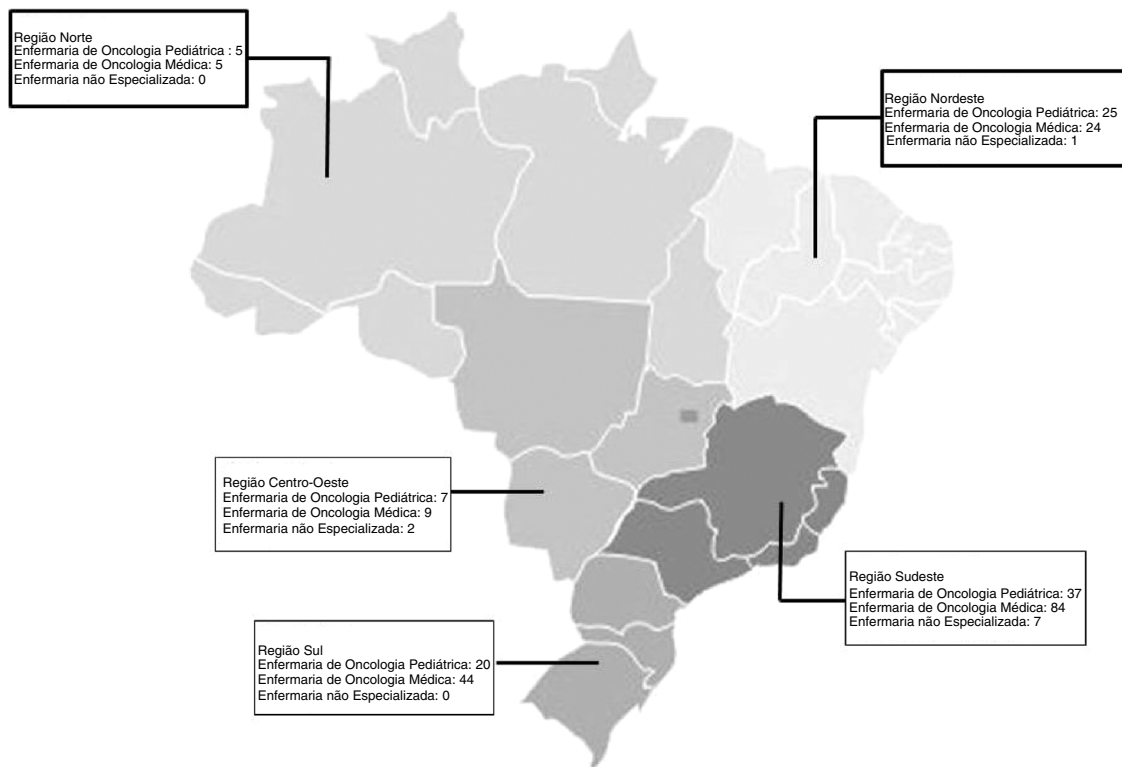 Região Norte
Enfermaria de Oncologia Pediátrica : 5
Enfermaria de Oncologia Médica: 5
Enfermaria não Especializada: 0
Região Nordeste
Enfermaria de Oncologia Pediátrica: 25
Enfermaria de Oncologia Médica: 24
Enfermaria não Especializada: 1
Região Centro-Oeste
Enfermaria de Oncologia Pediátrica: 7
Enfermaria de Oncologia Médica: 9
Enfermaria não Especializada: 2
Região Sudeste
Enfermaria de Oncologia Pediátrica: 37
Enfermaria de Oncologia Médica: 84
Enfermaria não Especializada: 7
Região Sul
Enfermaria de Oncologia Pediátrica: 20
Enfermaria de Oncologia Médica: 44
Enfermaria não Especializada: 0